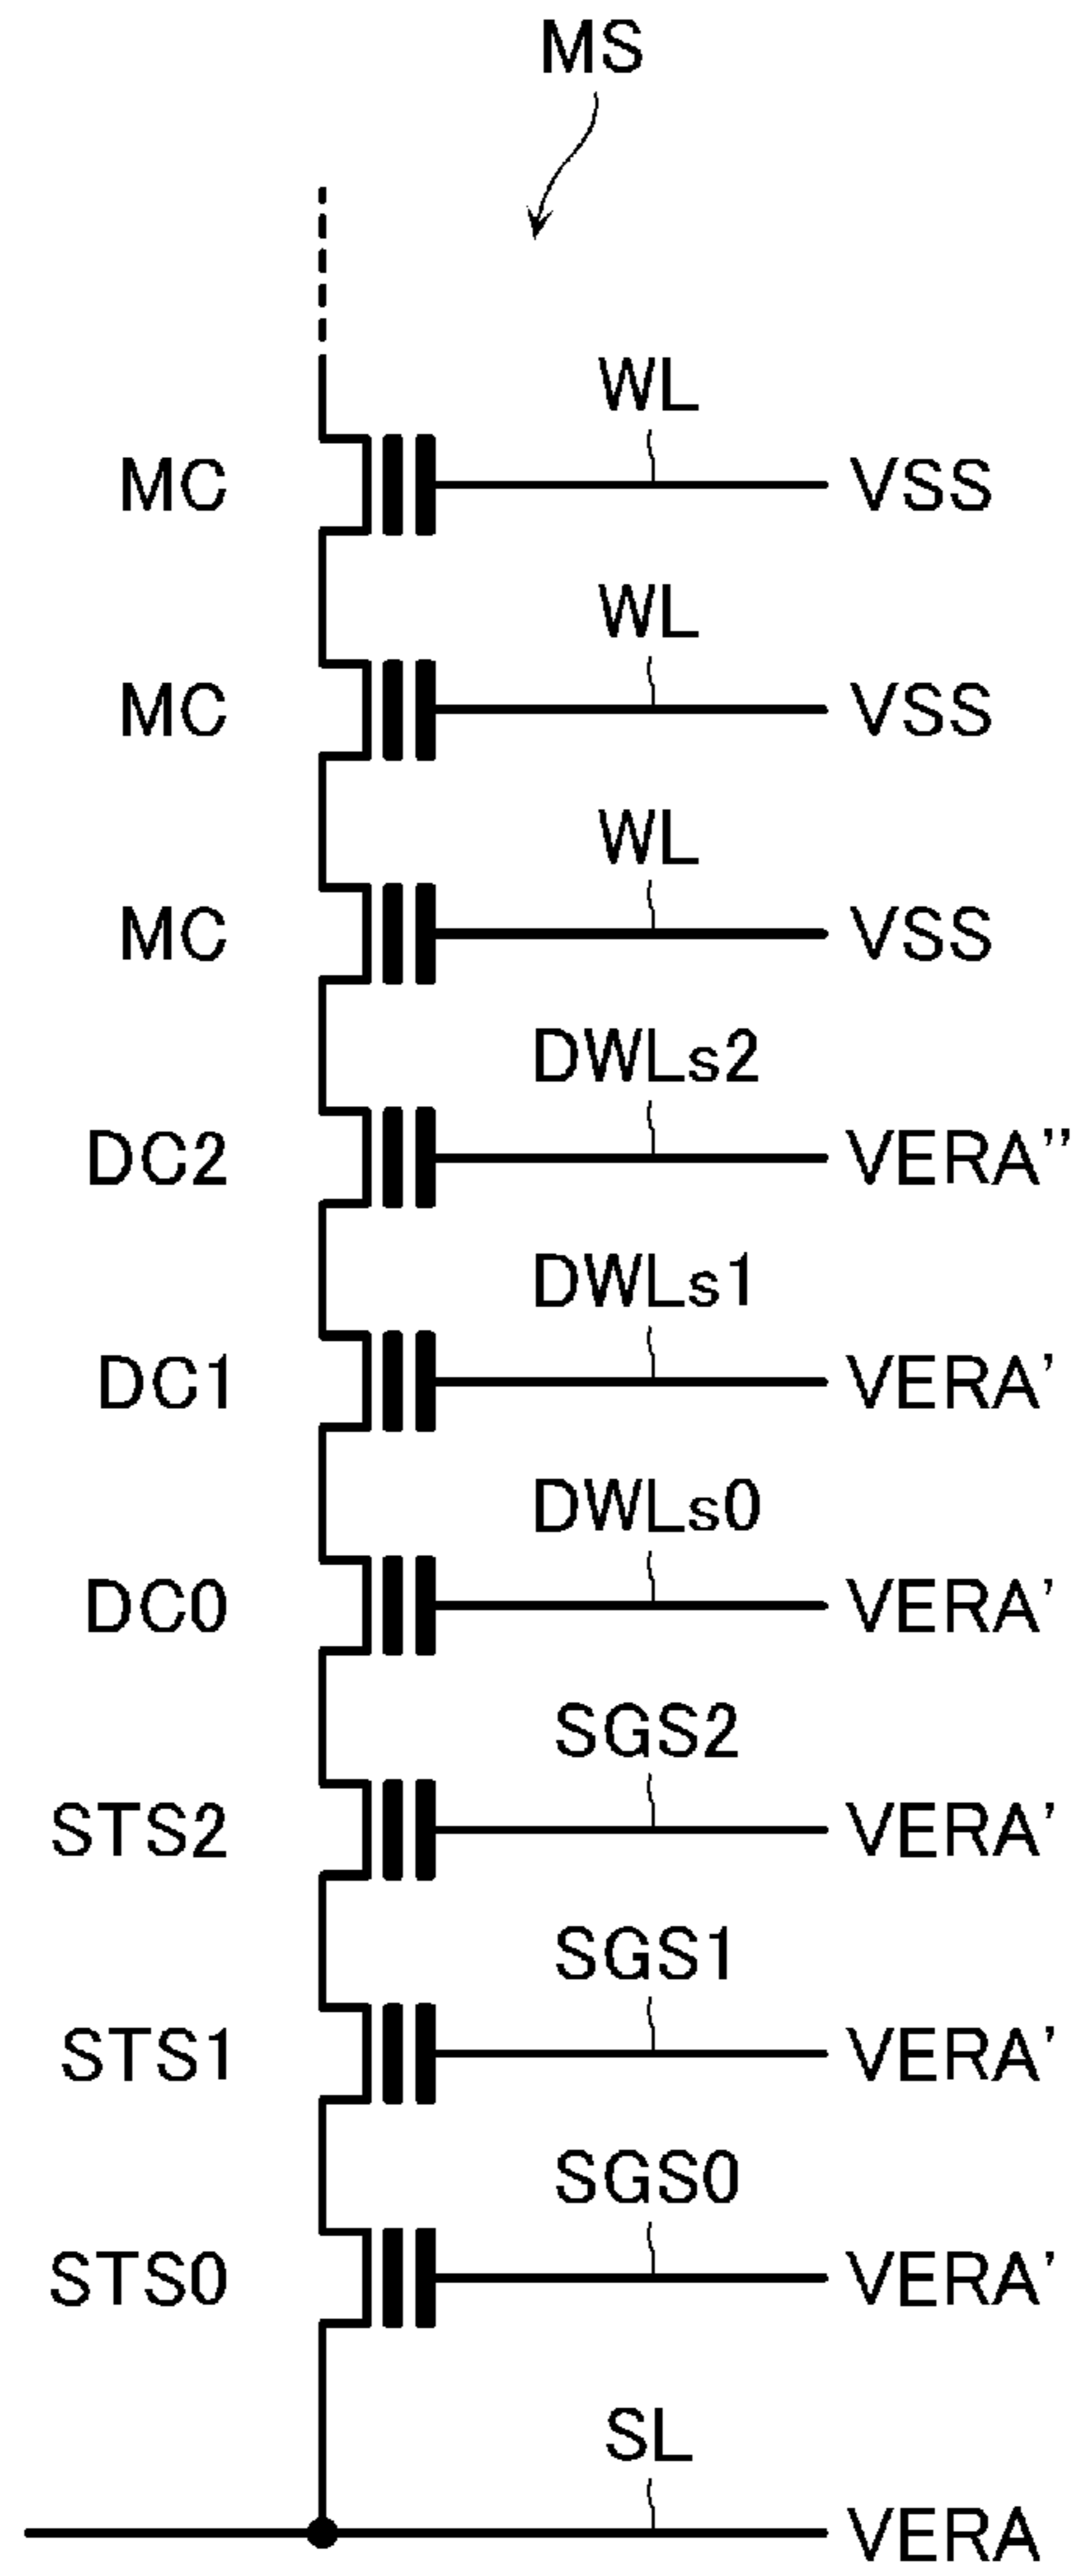 MS
WL
MC VSS
WL
MC VSS
WL
MC VSS
DWLs2
DC2 VERA''
DWLs1
DC1 VERA'
DWLs0
DC0 VERA'
SGS2
STS2 VERA'
SGS1
STS1 VERA'
SGS0
STS0 VERA'
SL
VERA